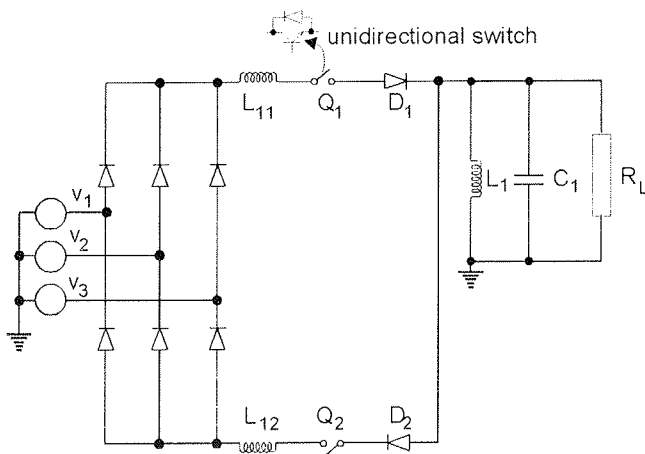 unidirectional switch
L11
Q1
D1
v1
v2
v3
L1
C1
RL
L12
Q2
D2